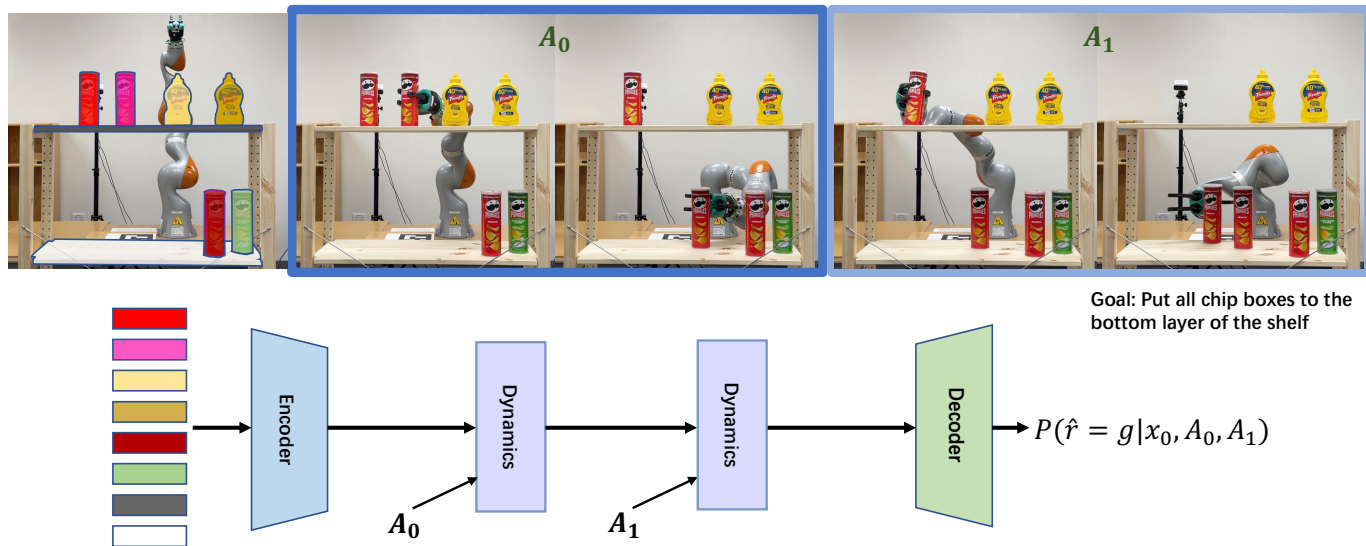 A₀
A₁
Goal: Put all chip boxes to the
bottom layer of the shelf
Encoder
Dynamics
Dynamics
Decoder
A₀
A₁
P(r̂ = g|x₀, A₀, A₁)